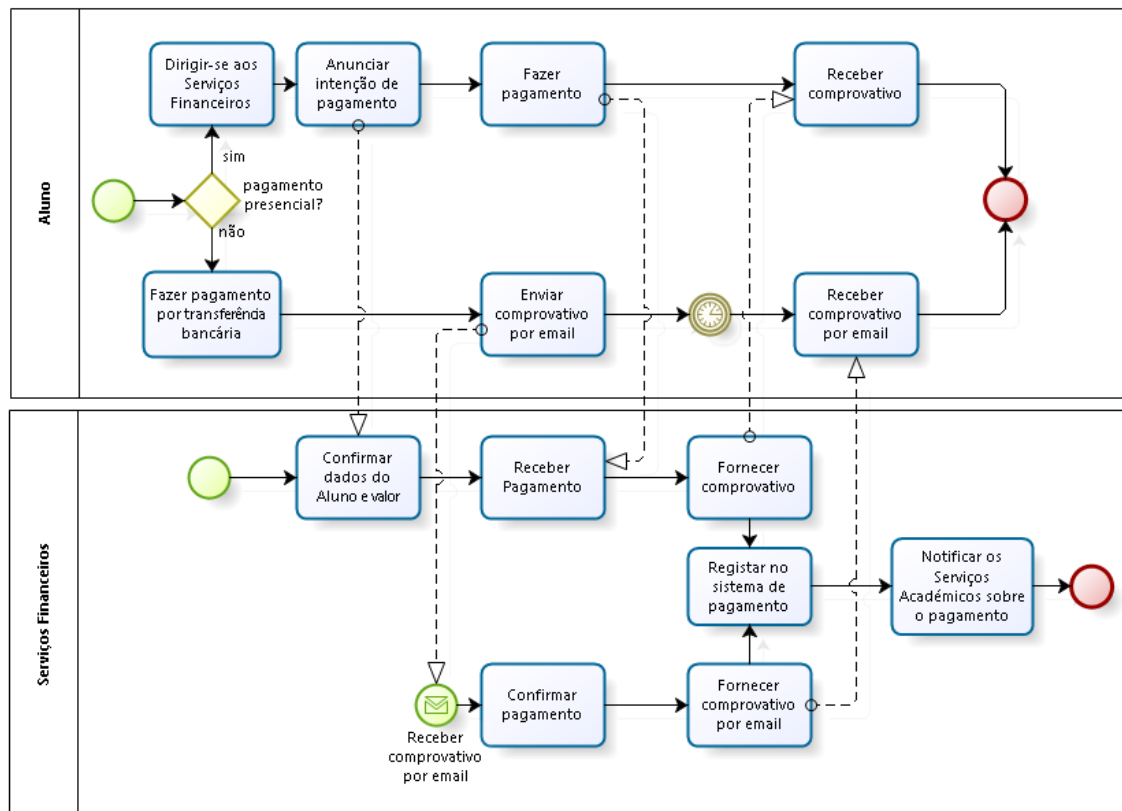 Aluno
Dirigir-se aos
Serviços
Financeiros
Anunciar
intenção de
pagamento
Fazer
pagamento
Receber
comprovativo
sim
pagamento
presencial?
não
Fazer pagamento
por transferência
bancária
Enviar
comprovativo
por email
Receber
comprovativo
por email
Serviços Financeiros
Confirmar
dados do
Aluno e valor
Receber
Pagamento
Fornecer
comprovativo
Registar no
sistema de
pagamento
Notificar os
Serviços
Académicos sobre
o pagamento
Receber
comprovativo
por email
Confirmar
pagamento
Fornecer
comprovativo
por email